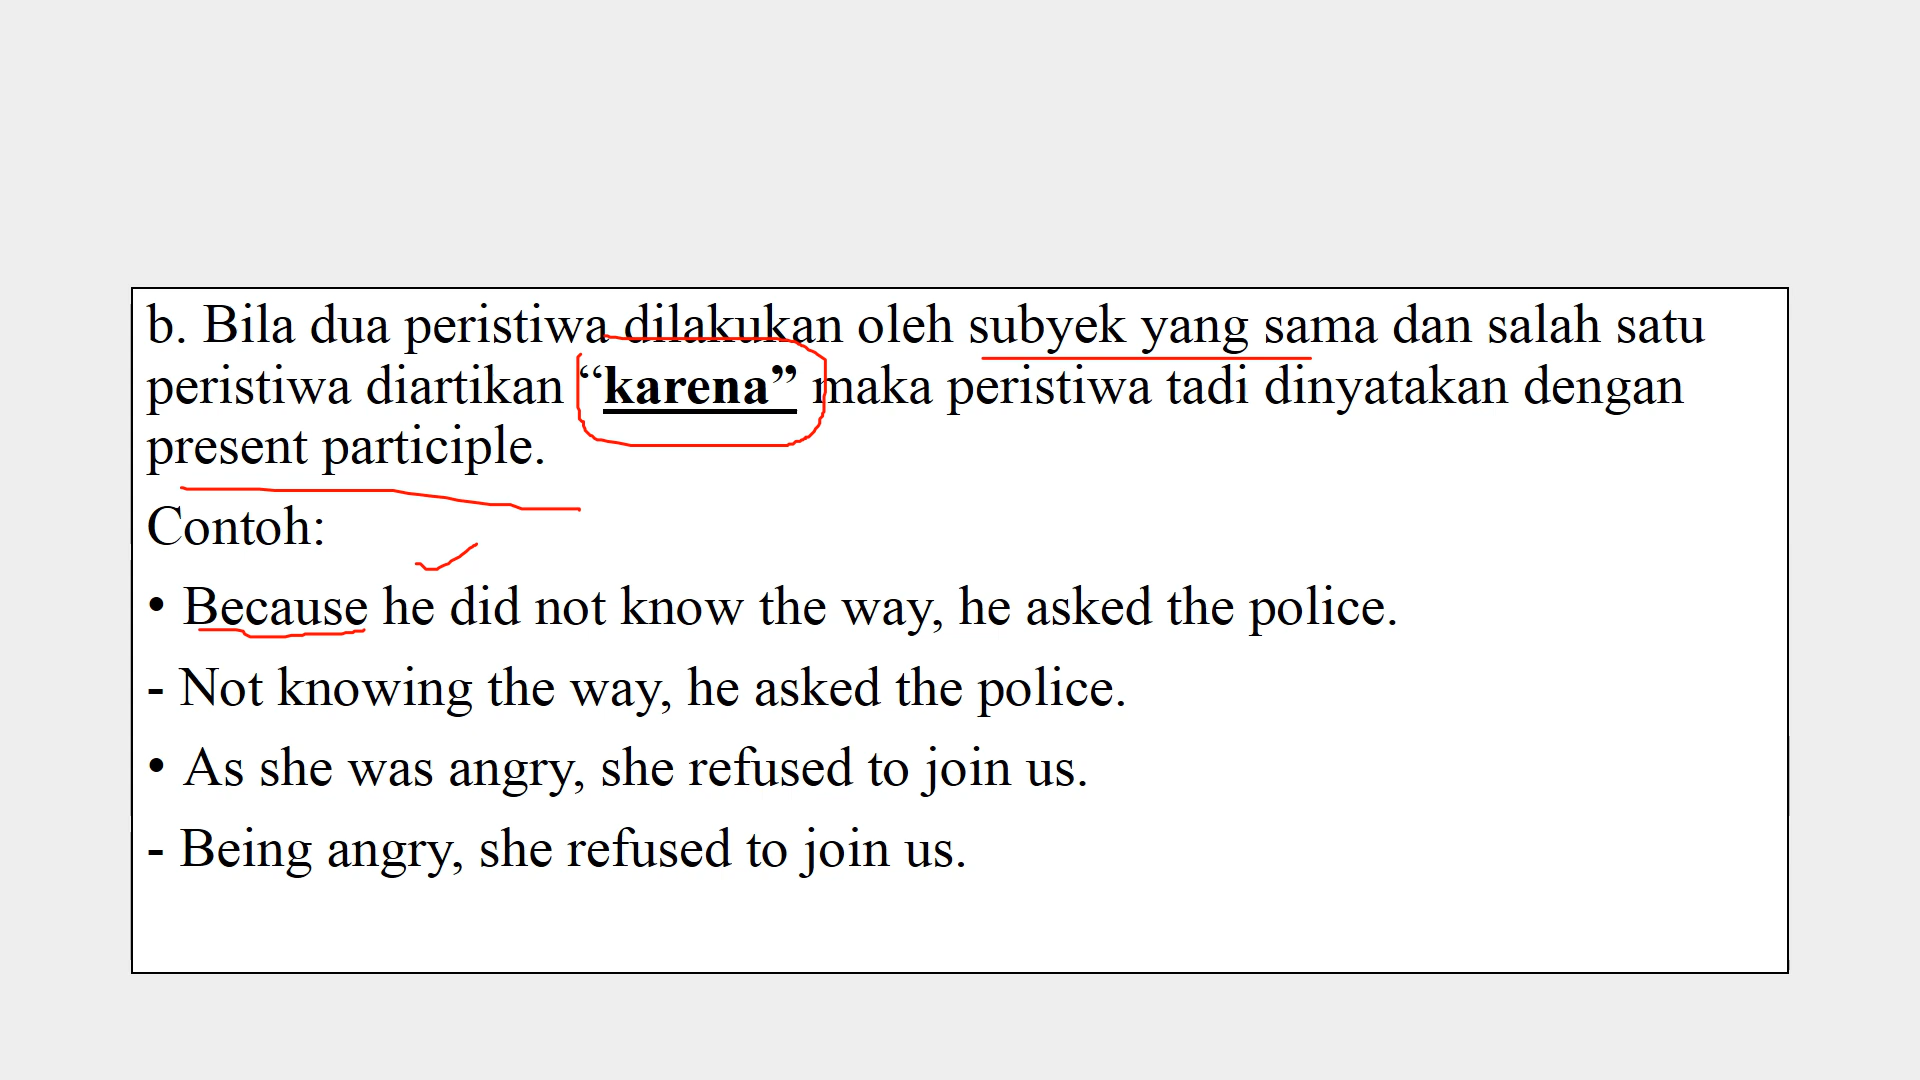 b. Bila dua peristiwa dilakukan oleh subyek yang sama dan salah satu
peristiwa diartikan “karena” maka peristiwa tadi dinyatakan dengan
present participle.
Contoh:
• Because he did not know the way, he asked the police.
- Not knowing the way, he asked the police.
• As she was angry, she refused to join us.
- Being angry, she refused to join us.